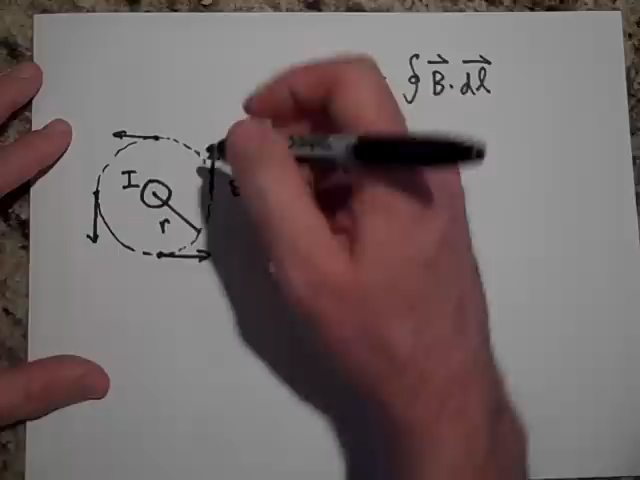 ∮ B⃗ · dl⃗
I
r